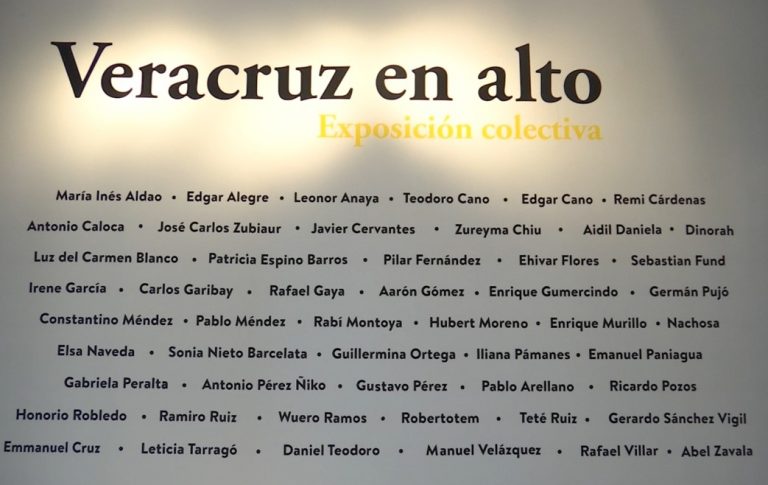 Veracruz en alto
Exposición colectiva
María Inés Aldao • Edgar Alegre • Leonor Anaya • Teodoro Cano • Edgar Cano • Remi Cárdenas
Antonio Caloca • José Carlos Zubiaur • Javier Cervantes • Zureyma Chiu • Aidil Daniela • Dinorah
Luz del Carmen Blanco • Patricia Espino Barros • Pilar Fernández • Ehivar Flores • Sebastian Fund
Irene García • Carlos Garibay • Rafael Gaya • Aarón Gómez • Enrique Gumercindo • Germán Pujó
Constantino Méndez • Pablo Méndez • Rabí Montoya • Hubert Moreno • Enrique Murillo • Nachosa
Elsa Naveda • Sonia Nieto Barcelata • Guillermina Ortega • Iliana Pámanes • Emanuel Paniagua
Gabriela Peralta • Antonio Pérez Ñiko • Gustavo Pérez • Pablo Arellano • Ricardo Pozos
Honorio Robledo • Ramiro Ruiz • Wuero Ramos • Robertotem • Teté Ruiz • Gerardo Sánchez Vigil
Emmanuel Cruz • Leticia Tarragó • Daniel Teodoro • Manuel Velázquez • Rafael Villar • Abel Zavala